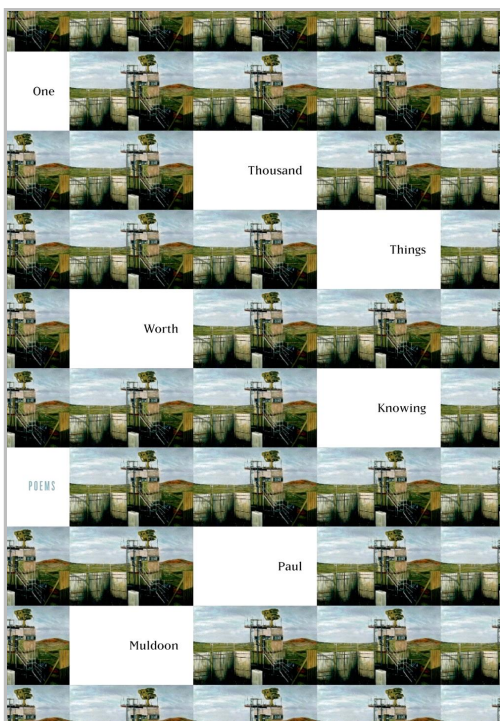 One
Thousand
Things
Worth
Knowing
POEMS
Paul
Muldoon